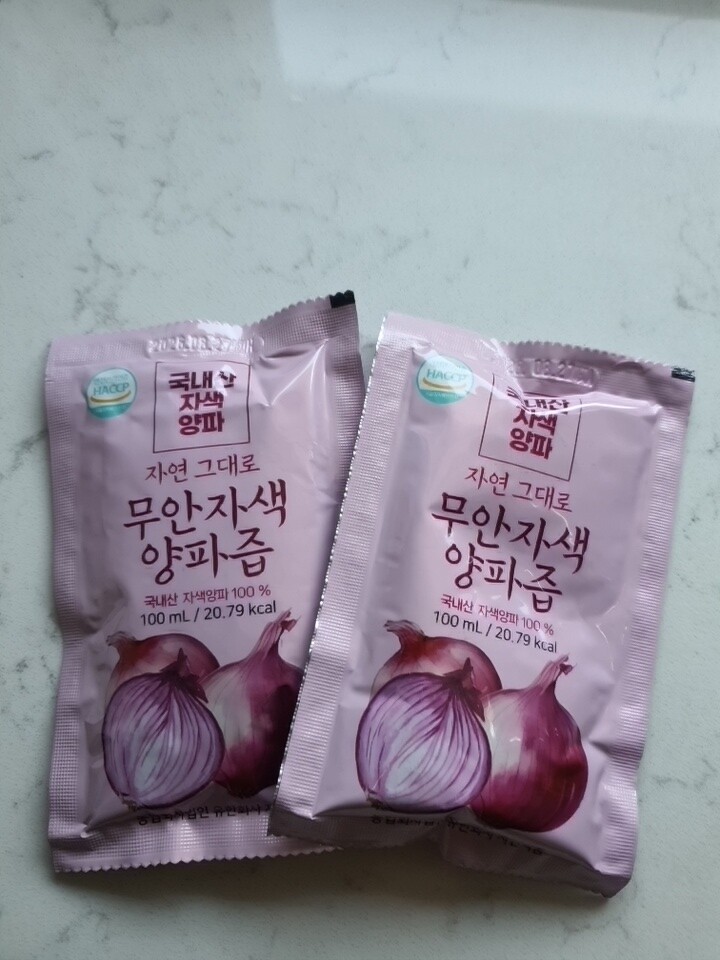 HACCP
국내산
자색
양파
자연 그대로
무안자색
양파즙
국내산 자색양파 100 %
100 mL / 20.79 kcal
HACCP
국내산
자색
양파
자연 그대로
무안자색
양파즙
국내산 자색양파 100 %
100 mL / 20.79 kcal